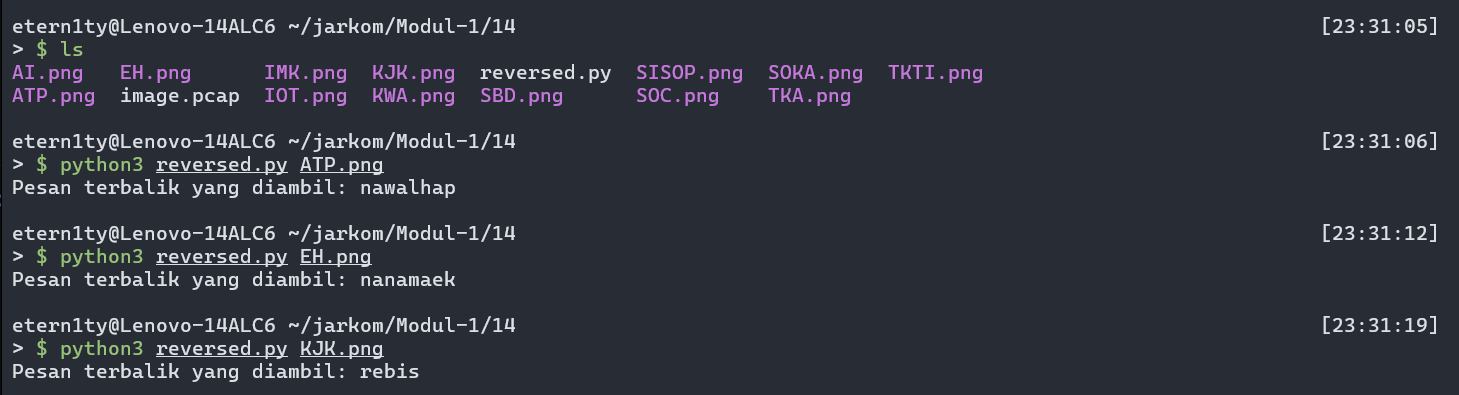 etern1ty@Lenovo-14ALC6 ~/jarkom/Modul-1/14 [23:31:05]
> $ ls
AI.png EH.png IMK.png KJK.png reversed.py SISOP.png SOKA.png TKTI.png
ATP.png image.pcap IOT.png KWA.png SBD.png SOC.png TKA.png
etern1ty@Lenovo-14ALC6 ~/jarkom/Modul-1/14 [23:31:06]
> $ python3 reversed.py ATP.png
Pesan terbalik yang diambil: nawalhap
etern1ty@Lenovo-14ALC6 ~/jarkom/Modul-1/14 [23:31:12]
> $ python3 reversed.py EH.png
Pesan terbalik yang diambil: nanamaek
etern1ty@Lenovo-14ALC6 ~/jarkom/Modul-1/14 [23:31:19]
> $ python3 reversed.py KJK.png
Pesan terbalik yang diambil: rebis